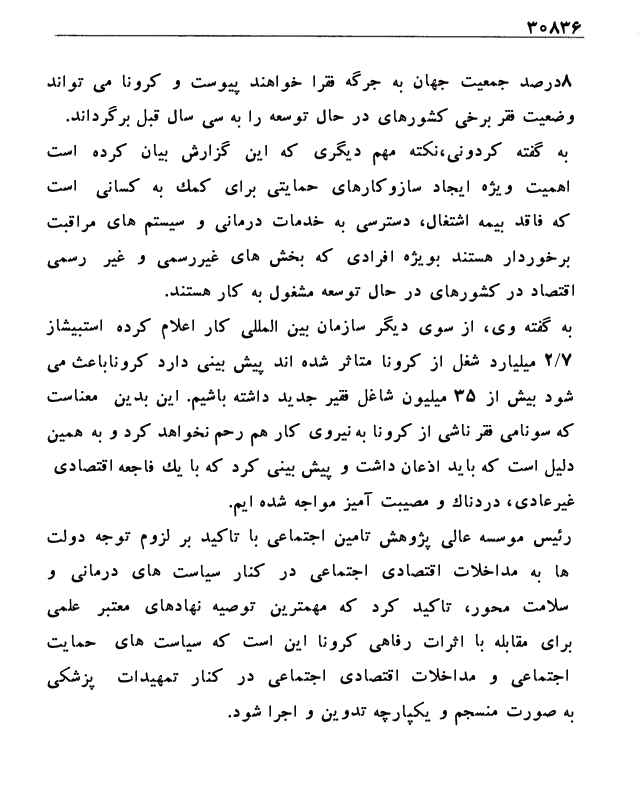 ۳۰۸۳۶
۸درصد جمعیت جهان به جرگه فقرا خواهند پیوست و کرونا می تواند
وضعیت فقر برخی کشورهای در حال توسعه را به سی سال قبل برگرداند.
به گفته کردونی،نکته مهم دیگری که این گزارش بیان کرده است
اهمیت ویژه ایجاد سازوکارهای حمایتی برای کمك به کسانی است
که فاقد بیمه اشتغال، دسترسی به خدمات درمانی و سیستم های مراقبت
برخوردار هستند بویژه افرادی که بخش های غیررسمی و غیر رسمی
اقتصاد در کشورهای در حال توسعه مشغول به کار هستند.
به گفته وی، از سوی دیگر سازمان بین المللی کار اعلام کرده استبیشاز
۲/۷ میلیارد شغل از کرونا متاثر شده اند پیش بینی دارد کروناباعث می
شود بیش از ۳۵ میلیون شاغل فقیر جدید داشته باشیم. این بدین معناست
که سونامی فقر ناشی از کرونا به نیروی کار هم رحم نخواهد کرد و به همین
دلیل است که باید اذعان داشت و پیش بینی کرد که با یك فاجعه اقتصادی
غیرعادی، دردناك و مصیبت آمیز مواجه شده ایم.
رئیس موسسه عالی پژوهش تامین اجتماعی با تاکید بر لزوم توجه دولت
ها به مداخلات اقتصادی اجتماعی در کنار سیاست های درمانی و
سلامت محور، تاکید کرد که مهمترین توصیه نهادهای معتبر علمی
برای مقابله با اثرات رفاهی کرونا این است که سیاست های حمایت
اجتماعی و مداخلات اقتصادی اجتماعی در کنار تمهیدات پزشکی
به صورت منسجم و یکپارچه تدوین و اجرا شود.